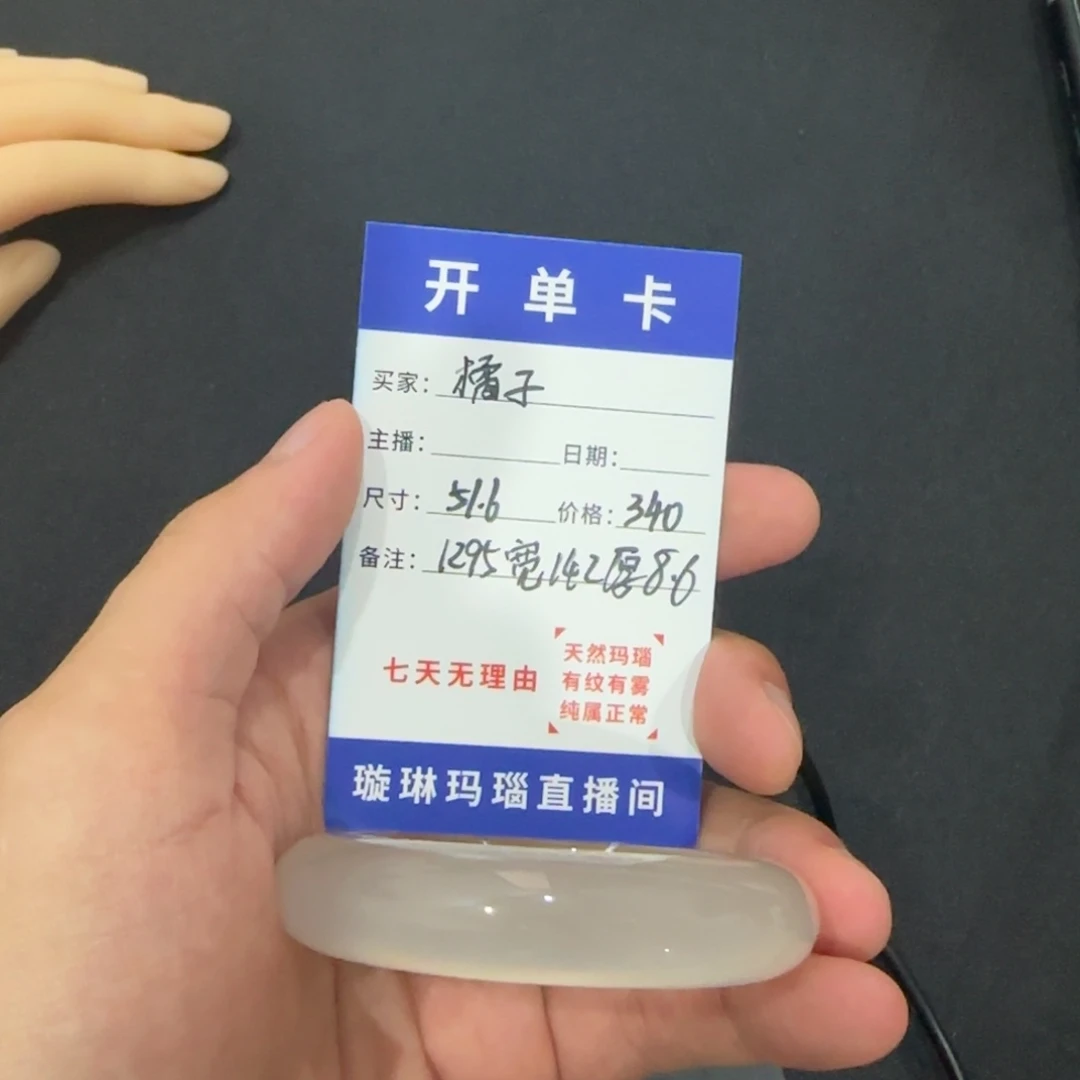 开单卡
买家：橘子
主播： 日期：
尺寸：51.6 价格：340
备注：1295宽142厚8.6
七天无理由
天然玛瑙
有纹有雾
纯属正常
璇琳玛瑙直播间